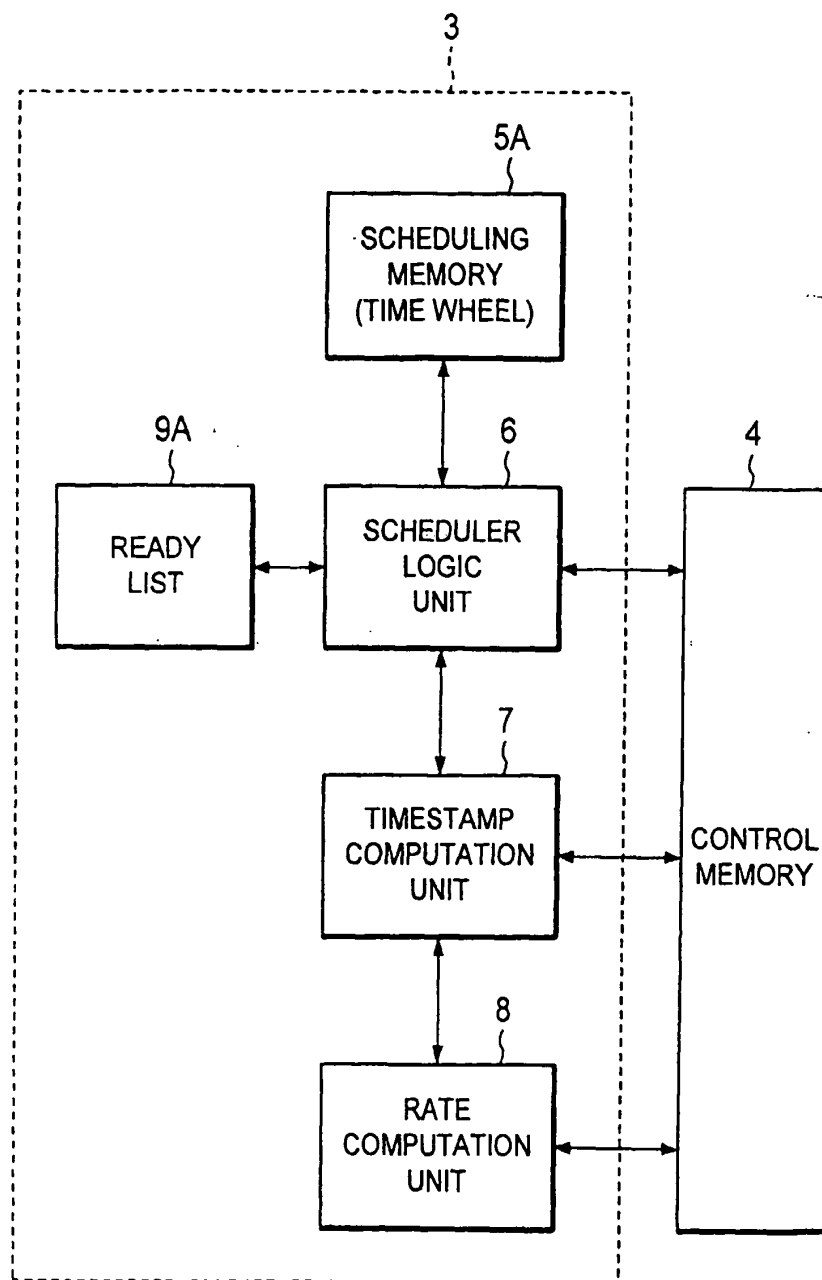 3
5A
SCHEDULING
MEMORY
(TIME WHEEL)
9A
6
4
READY
LIST
SCHEDULER
LOGIC
UNIT
7
TIMESTAMP
COMPUTATION
UNIT
CONTROL
MEMORY
8
RATE
COMPUTATION
UNIT